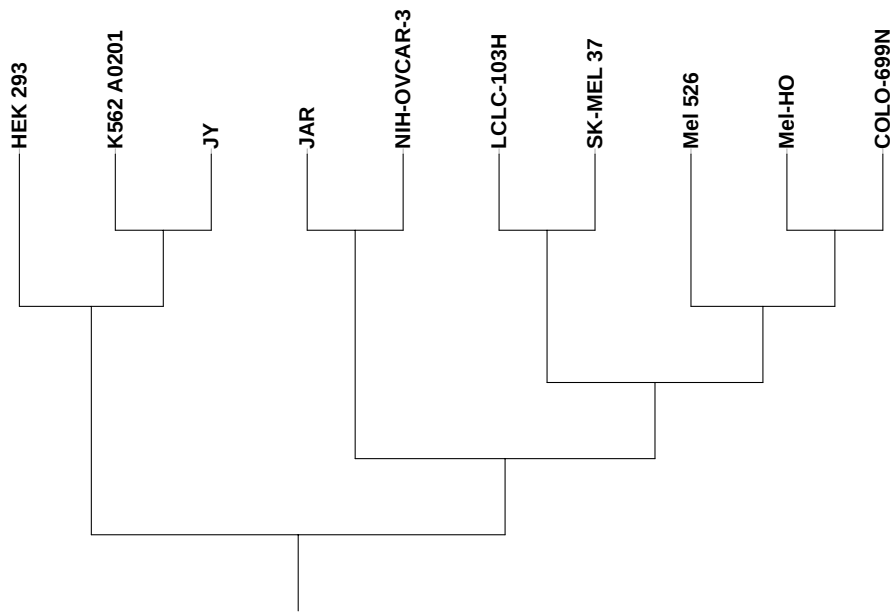 HEK 293
K562 A0201
JY
JAR
NIH-OVCAR-3
LCLC-103H
SK-MEL 37
Mel 526
Mel-HO
COLO-699N